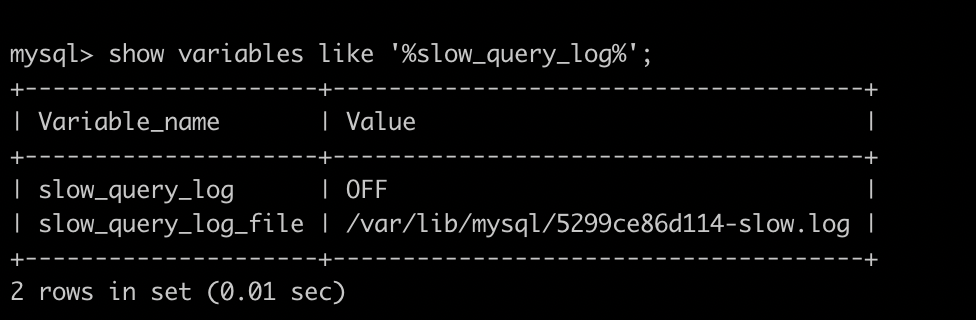 mysql> show variables like '%slow_query_log%';
+---------------------+--------------------------------------+
| Variable_name       | Value                                |
+---------------------+--------------------------------------+
| slow_query_log      | OFF                                  |
| slow_query_log_file | /var/lib/mysql/5299ce86d114-slow.log |
+---------------------+--------------------------------------+
2 rows in set (0.01 sec)